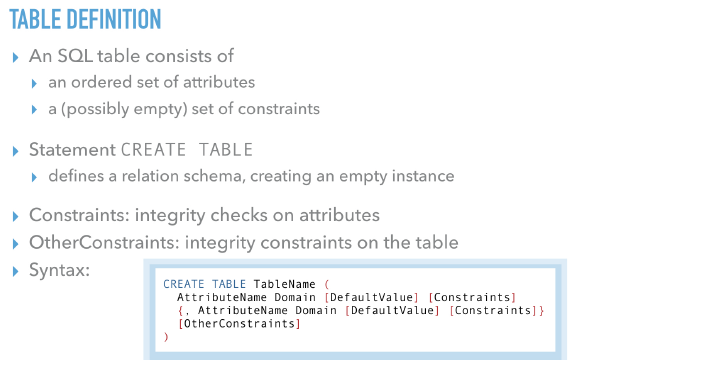 TABLE DEFINITION
▸ An SQL table consists of
▸ an ordered set of attributes
▸ a (possibly empty) set of constraints
▸ Statement CREATE TABLE
▸ defines a relation schema, creating an empty instance
▸ Constraints: integrity checks on attributes
▸ OtherConstraints: integrity constraints on the table
▸ Syntax:
CREATE TABLE TableName (
AttributeName Domain [DefaultValue] [Constraints]
{, AttributeName Domain [DefaultValue] [Constraints]}
[OtherConstraints]
)